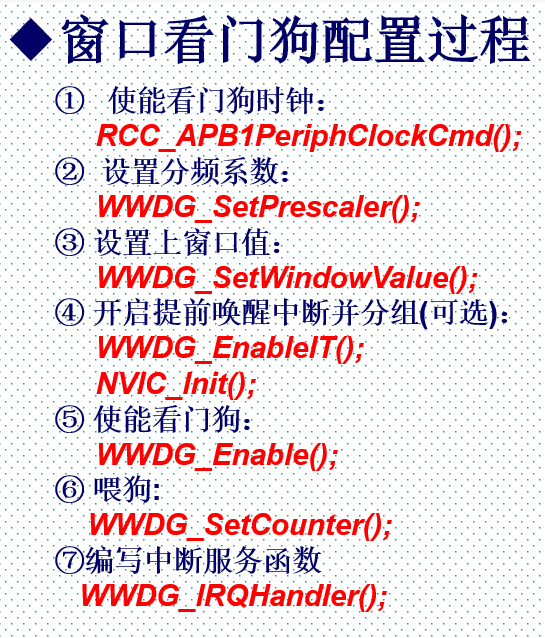 ◆窗口看门狗配置过程
① 使能看门狗时钟：
RCC_APB1PeriphClockCmd();
② 设置分频系数：
WWDG_SetPrescaler();
③ 设置上窗口值：
WWDG_SetWindowValue();
④ 开启提前唤醒中断并分组(可选)：
WWDG_EnableIT();
NVIC_Init();
⑤ 使能看门狗：
WWDG_Enable();
⑥ 喂狗:
WWDG_SetCounter();
⑦编写中断服务函数
WWDG_IRQHandler();